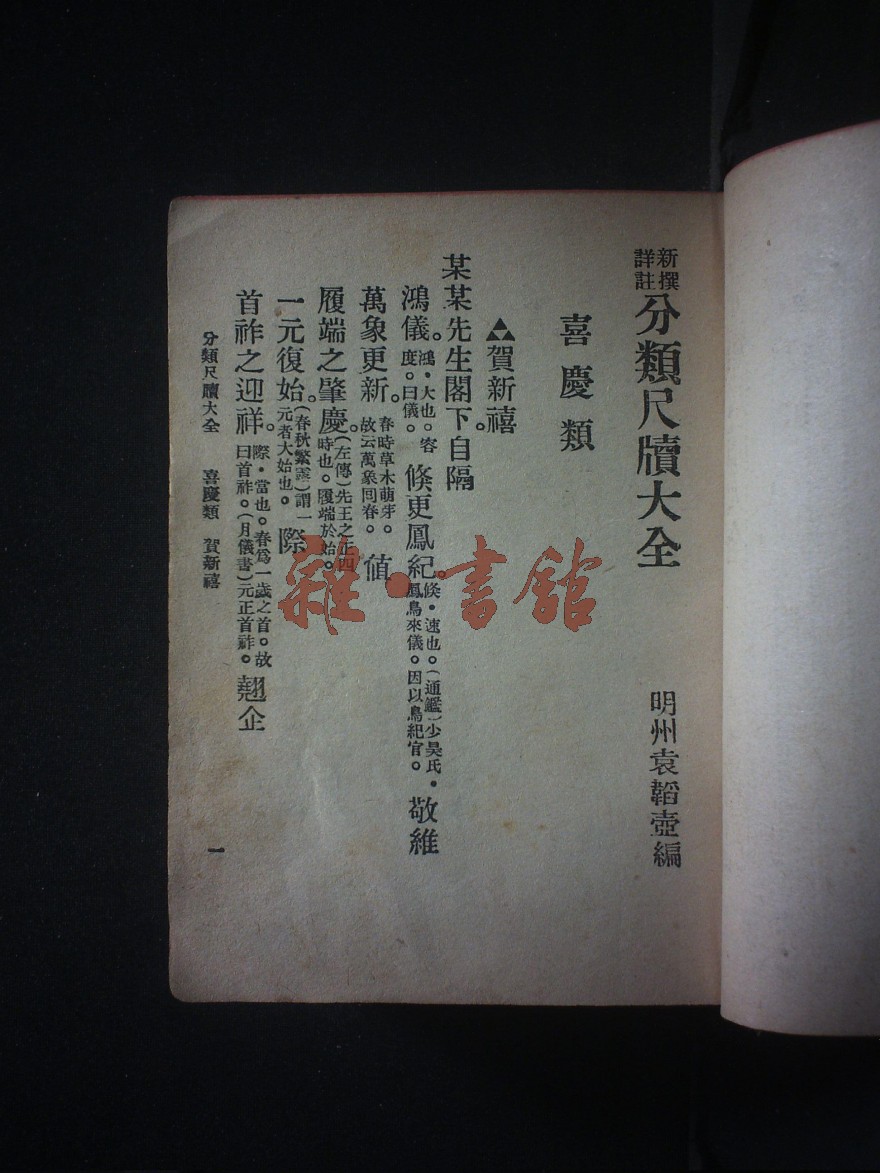 新撰詳註分類尺牘大全
明州袁韜壺編
喜慶類
賀新禧。
某某先生閣下自隔
鴻儀。鴻・大也。容度。曰儀。倏更鳳紀。倏・速也。(通鑑)少昊氏・鳳鳥來儀。因以鳥紀官。敬維
萬象更新。春時草木萌芽。故云萬象回春。值
履端之肇慶。(左傳)先王之正四時也。履端於始。
一元復始。(春秋繁露)謂一元者大始也。際
首祚之迎祥。際・當也。春爲一歲之首。故曰首祚。(月儀書)元正首祚。翹企
分類尺牘大全 喜慶類 賀新禧
一
雜・書館